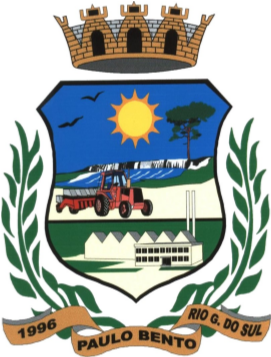 1996
PAULO BENTO
RIO G. DO SUL